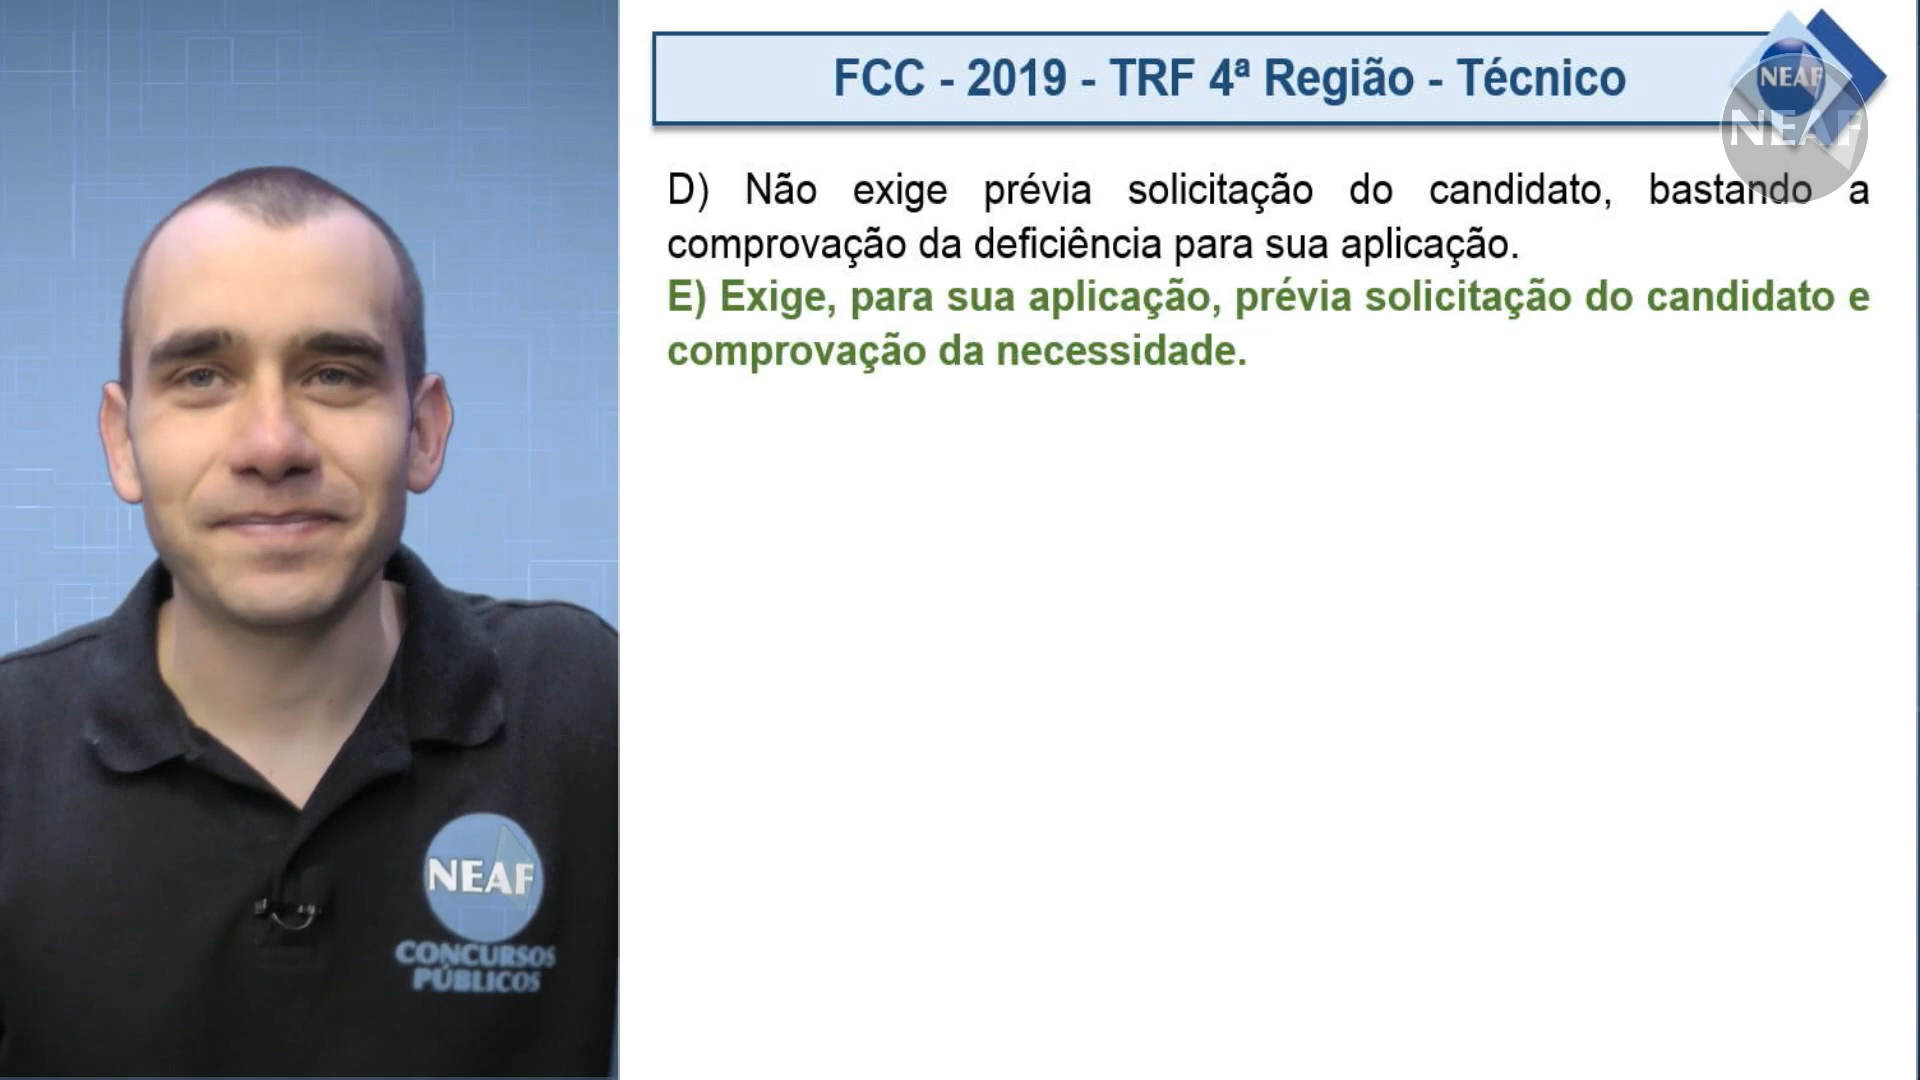 FCC - 2019 - TRF 4ª Região - Técnico
NEAF
NEAF
D) Não exige prévia solicitação do candidato, bastando a
comprovação da deficiência para sua aplicação.
E) Exige, para sua aplicação, prévia solicitação do candidato e
comprovação da necessidade.
NEAF
CONCURSOS
PÚBLICOS